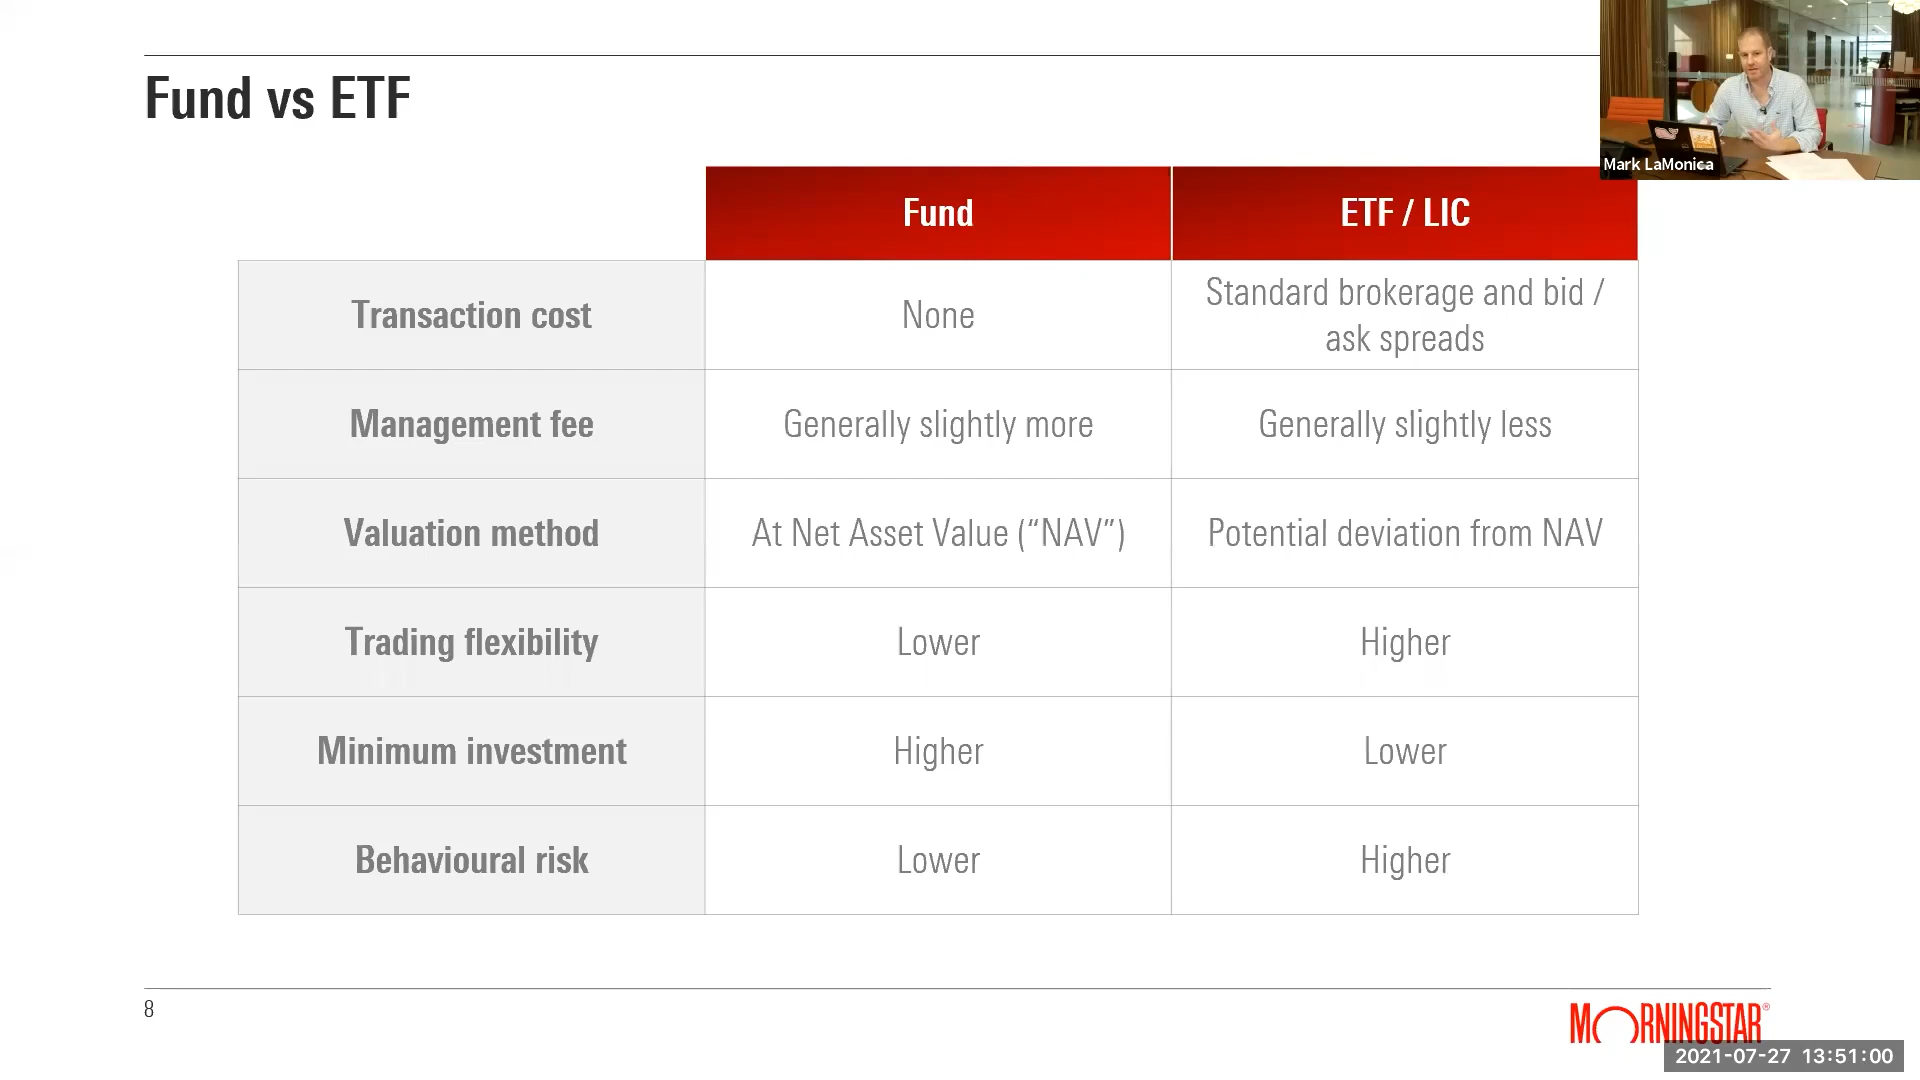 Fund vs ETF
Mark LaMonica
Fund
ETF / LIC
Transaction cost
None
Standard brokerage and bid /
ask spreads
Management fee
Generally slightly more
Generally slightly less
Valuation method
At Net Asset Value (“NAV”)
Potential deviation from NAV
Trading flexibility
Lower
Higher
Minimum investment
Higher
Lower
Behavioural risk
Lower
Higher
8
MORNINGSTAR®
2021-07-27 13:51:00